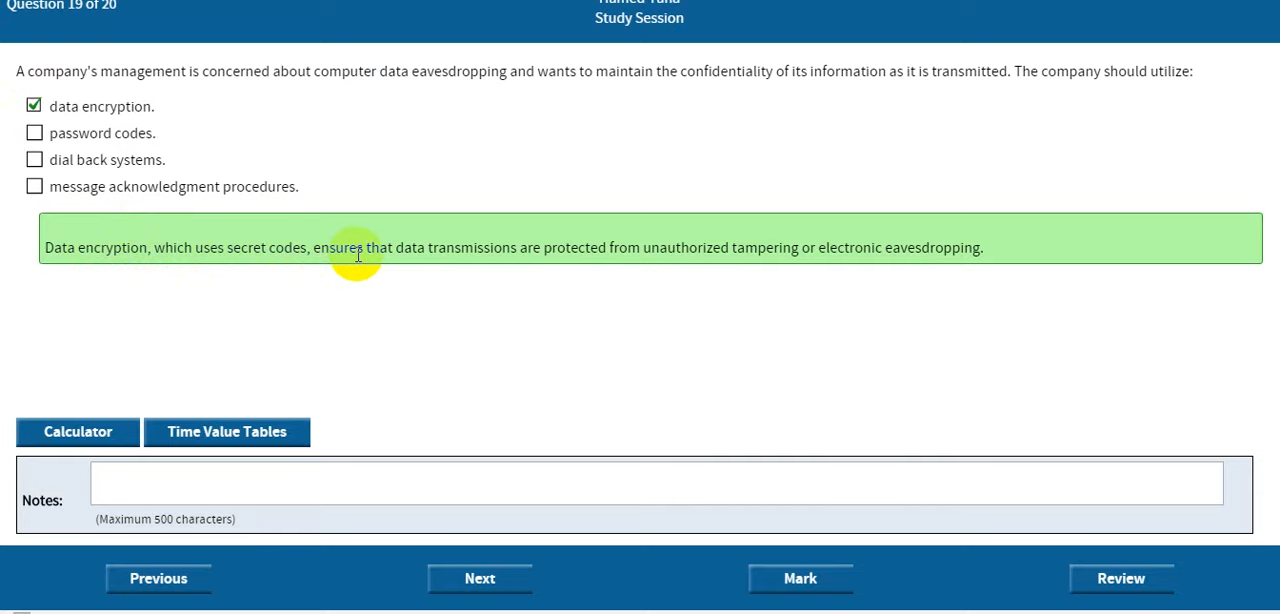 Question 19 of 20
Study Session
A company's management is concerned about computer data eavesdropping and wants to maintain the confidentiality of its information as it is transmitted. The company should utilize:
data encryption.
password codes.
dial back systems.
message acknowledgment procedures.
Data encryption, which uses secret codes, ensures that data transmissions are protected from unauthorized tampering or electronic eavesdropping.
Calculator
Time Value Tables
Notes:
(Maximum 500 characters)
Previous
Next
Mark
Review